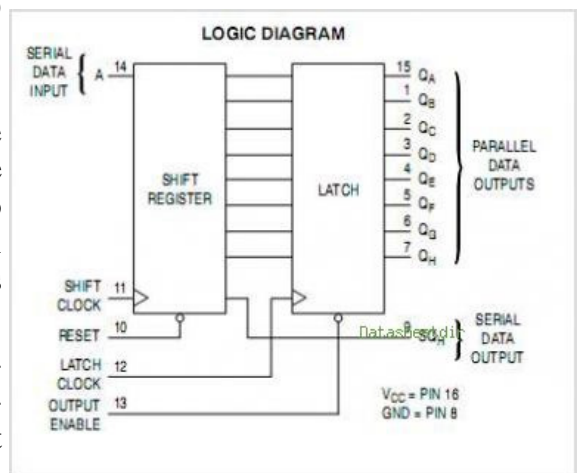 LOGIC DIAGRAM
SERIAL
DATA
INPUT
A
14
SHIFT
REGISTER
LATCH
15 QA
1 QB
2 QC
3 QD
4 QE
5 QF
6 QG
7 QH
PARALLEL
DATA
OUTPUTS
SHIFT
CLOCK
11
RESET 10
LATCH
CLOCK
12
OUTPUT
ENABLE
13
9 SQH
SERIAL
DATA
OUTPUT
VCC = PIN 16
GND = PIN 8